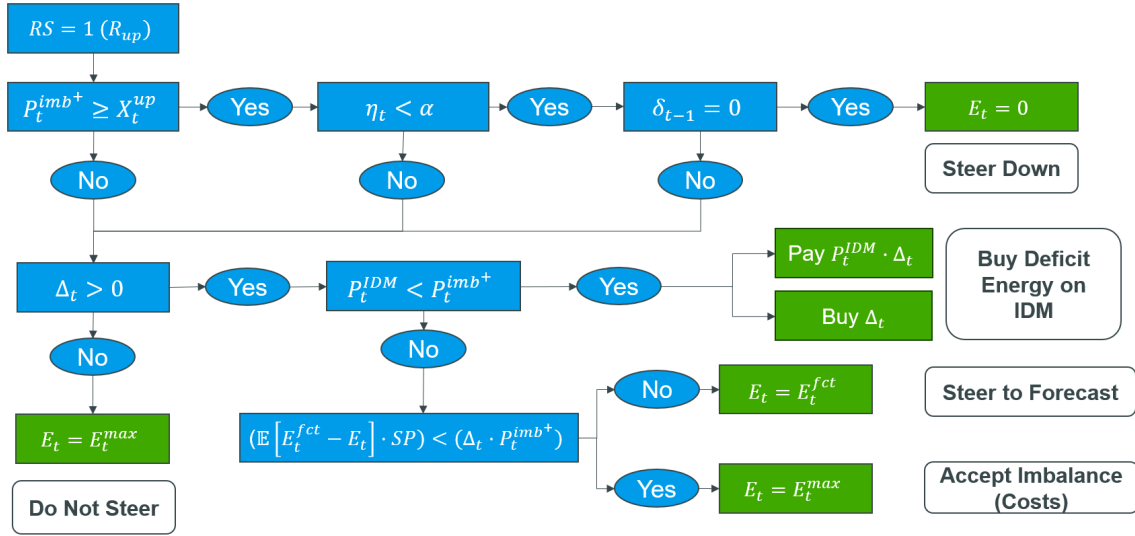 RS = 1 (R_{up})
P_t^{imb^+} ≥ X_t^{up}
Yes
η_t < α
Yes
δ_{t-1} = 0
Yes
E_t = 0
No
No
No
Steer Down
Δ_t > 0
Yes
P_t^{IDM} < P_t^{imb^+}
Yes
Pay P_t^{IDM} · Δ_t
Buy Δ_t
Buy Deficit
Energy on
IDM
No
No
No
E_t = E_t^{fct}
Steer to Forecast
E_t = E_t^{max}
(𝔼[E_t^{fct} − E_t] · SP) < (Δ_t · P_t^{imb^+})
Yes
E_t = E_t^{max}
Accept Imbalance
(Costs)
Do Not Steer